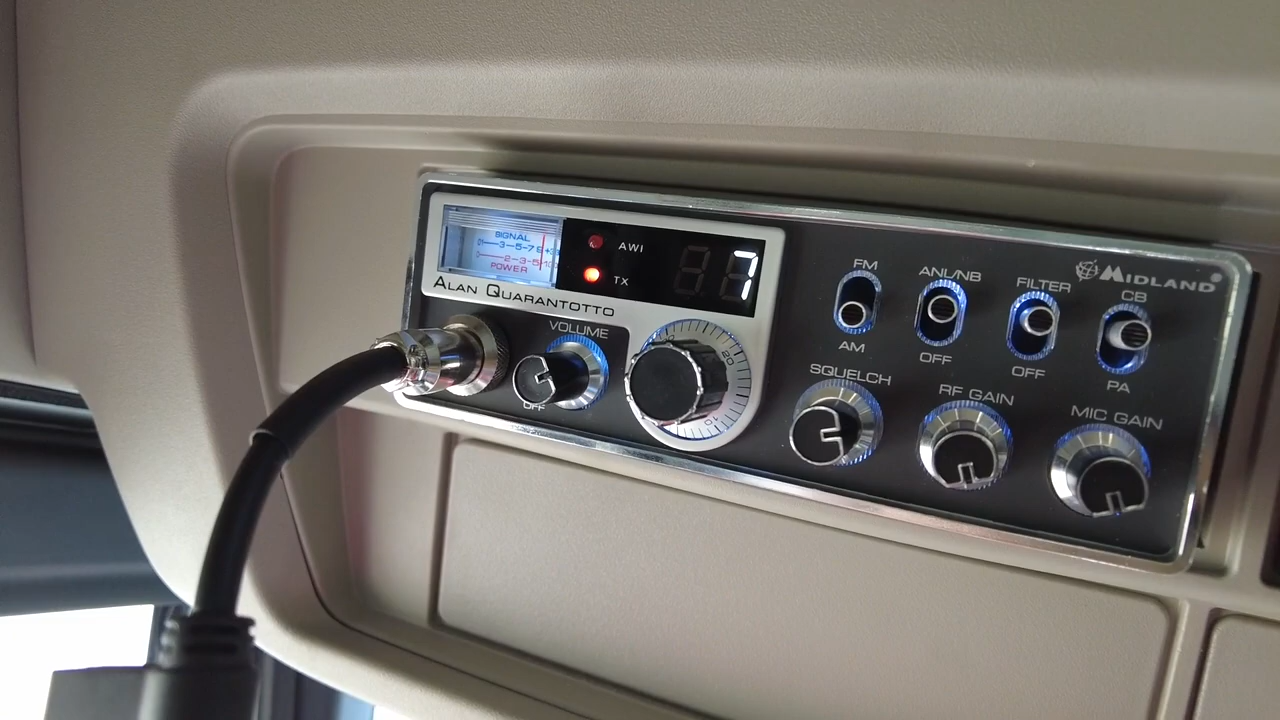 SIGNAL
POWER
AWI
TX
7
ALAN QUARANTOTTO
VOLUME
OFF
20
10
FM
AM
ANL/NB
OFF
FILTER
OFF
MIDLAND
CB
PA
SQUELCH
RF GAIN
MIC GAIN